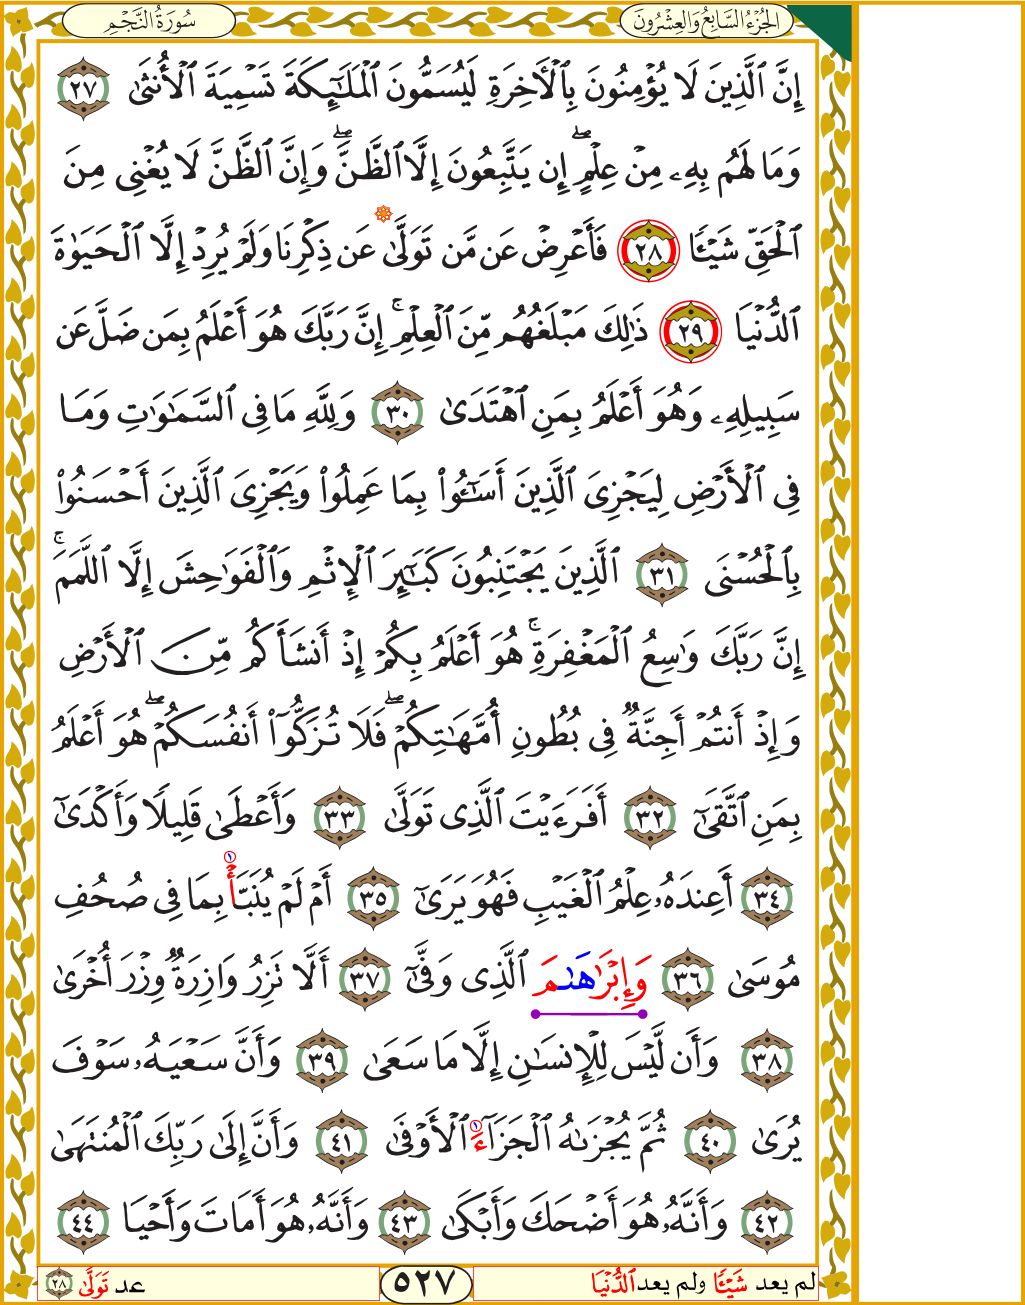 الجُزْءُ السَّابِعُ وَالعِشْرُونَ
سُورَةُ النَّجْمِ
إِنَّ ٱلَّذِينَ لَا يُؤْمِنُونَ بِٱلْأَخِرَةِ لَيُسَمُّونَ ٱلْمَلَٰٓئِكَةَ تَسْمِيَةَ ٱلْأُنثَىٰ ٢٧
وَمَا لَهُم بِهِۦ مِنْ عِلْمٍۖ إِن يَتَّبِعُونَ إِلَّا ٱلظَّنَّۖ وَإِنَّ ٱلظَّنَّ لَا يُغْنِى مِنَ
ٱلْحَقِّ شَيْـًٔا ٢٨ فَأَعْرِضْ عَن مَّن تَوَلَّىٰ عَن ذِكْرِنَا وَلَمْ يُرِدْ إِلَّا ٱلْحَيَوٰةَ
ٱلدُّنْيَا ٢٩ ذَٰلِكَ مَبْلَغُهُم مِّنَ ٱلْعِلْمِۚ إِنَّ رَبَّكَ هُوَ أَعْلَمُ بِمَن ضَلَّ عَن
سَبِيلِهِۦ وَهُوَ أَعْلَمُ بِمَنِ ٱهْتَدَىٰ ٣٠ وَلِلَّهِ مَا فِى ٱلسَّمَٰوَٰتِ وَمَا
فِى ٱلْأَرْضِ لِيَجْزِىَ ٱلَّذِينَ أَسَٰٓـُٔوا۟ بِمَا عَمِلُوا۟ وَيَجْزِىَ ٱلَّذِينَ أَحْسَنُوا۟
بِٱلْحُسْنَى ٣١ ٱلَّذِينَ يَجْتَنِبُونَ كَبَٰٓئِرَ ٱلْإِثْمِ وَٱلْفَوَٰحِشَ إِلَّا ٱللَّمَمَۚ
إِنَّ رَبَّكَ وَٰسِعُ ٱلْمَغْفِرَةِۚ هُوَ أَعْلَمُ بِكُمْ إِذْ أَنشَأَكُم مِّنَ ٱلْأَرْضِ
وَإِذْ أَنتُمْ أَجِنَّةٌ فِى بُطُونِ أُمَّهَٰتِكُمْۖ فَلَا تُزَكُّوٓا۟ أَنفُسَكُمْۖ هُوَ أَعْلَمُ
بِمَنِ ٱتَّقَىٰٓ ٣٢ أَفَرَءَيْتَ ٱلَّذِى تَوَلَّىٰ ٣٣ وَأَعْطَىٰ قَلِيلًا وَأَكْدَىٰٓ
٣٤ أَعِندَهُۥ عِلْمُ ٱلْغَيْبِ فَهُوَ يَرَىٰٓ ٣٥ أَمْ لَمْ يُنَبَّأْ ١ بِمَا فِى صُحُفِ
مُوسَىٰ ٣٦ وَإِبْرَٰهَٰمَ ٱلَّذِى وَفَّىٰٓ ٣٧ أَلَّا تَزِرُ وَازِرَةٌ وِزْرَ أُخْرَىٰ
٣٨ وَأَن لَّيْسَ لِلْإِنسَٰنِ إِلَّا مَا سَعَىٰ ٣٩ وَأَنَّ سَعْيَهُۥ سَوْفَ
يُرَىٰ ٤٠ ثُمَّ يُجْزَىٰهُ ٱلْجَزَآءَ ١ ٱلْأَوْفَىٰ ٤١ وَأَنَّ إِلَىٰ رَبِّكَ ٱلْمُنتَهَىٰ
٤٢ وَأَنَّهُۥ هُوَ أَضْحَكَ وَأَبْكَىٰ ٤٣ وَأَنَّهُۥ هُوَ أَمَاتَ وَأَحْيَا ٤٤
لم يعد شَيْـًٔا ولم يعد ٱلدُّنْيَا
٥٢٧
عد تَوَلَّىٰ ٢٨